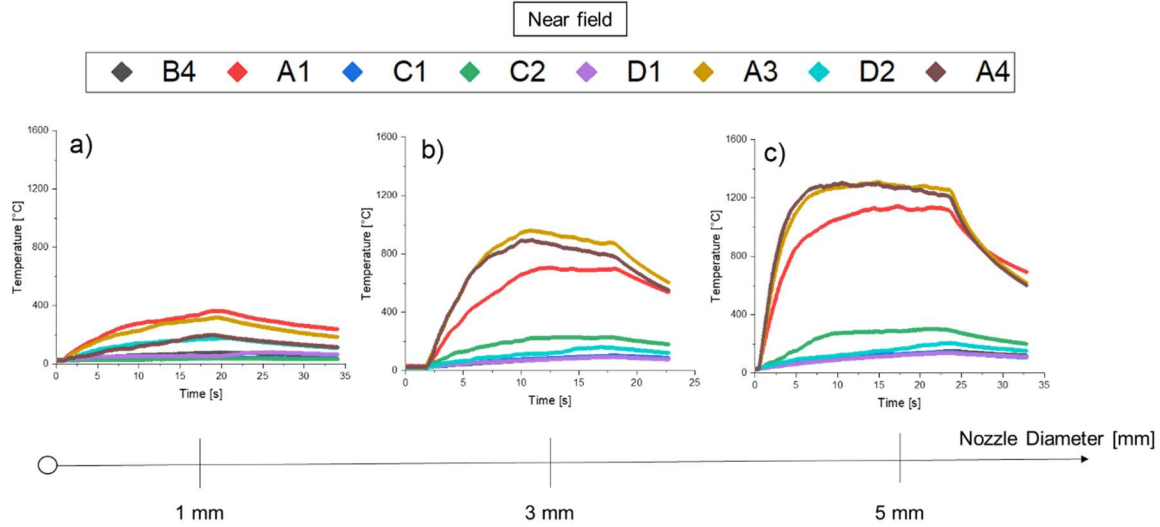 Near field
B4 A1 C1 C2 D1 A3 D2 A4
a)
1600
1200
800
400
0
Temperature [°C]
0 5 10 15 20 25 30 35
Time [s]
b)
1600
1200
800
400
0
Temperature [°C]
0 5 10 15 20 25
Time [s]
c)
1600
1200
800
400
0
Temperature [°C]
0 5 10 15 20 25 30 35
Time [s]
Nozzle Diameter [mm]
1 mm 3 mm 5 mm